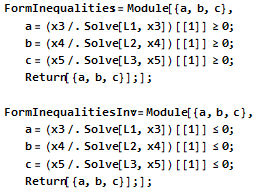 FormInequalities=Module[{a, b, c},
a = (x3 /. Solve[L1, x3])[[1]] ≥ 0;
b = (x4 /. Solve[L2, x4])[[1]] ≥ 0;
c = (x5 /. Solve[L3, x5])[[1]] ≥ 0;
Return[{a, b, c}];];
FormInequalitiesInv=Module[{a, b, c},
a = (x3 /. Solve[L1, x3])[[1]] ≤ 0;
b = (x4 /. Solve[L2, x4])[[1]] ≤ 0;
c = (x5 /. Solve[L3, x5])[[1]] ≤ 0;
Return[{a, b, c}];];